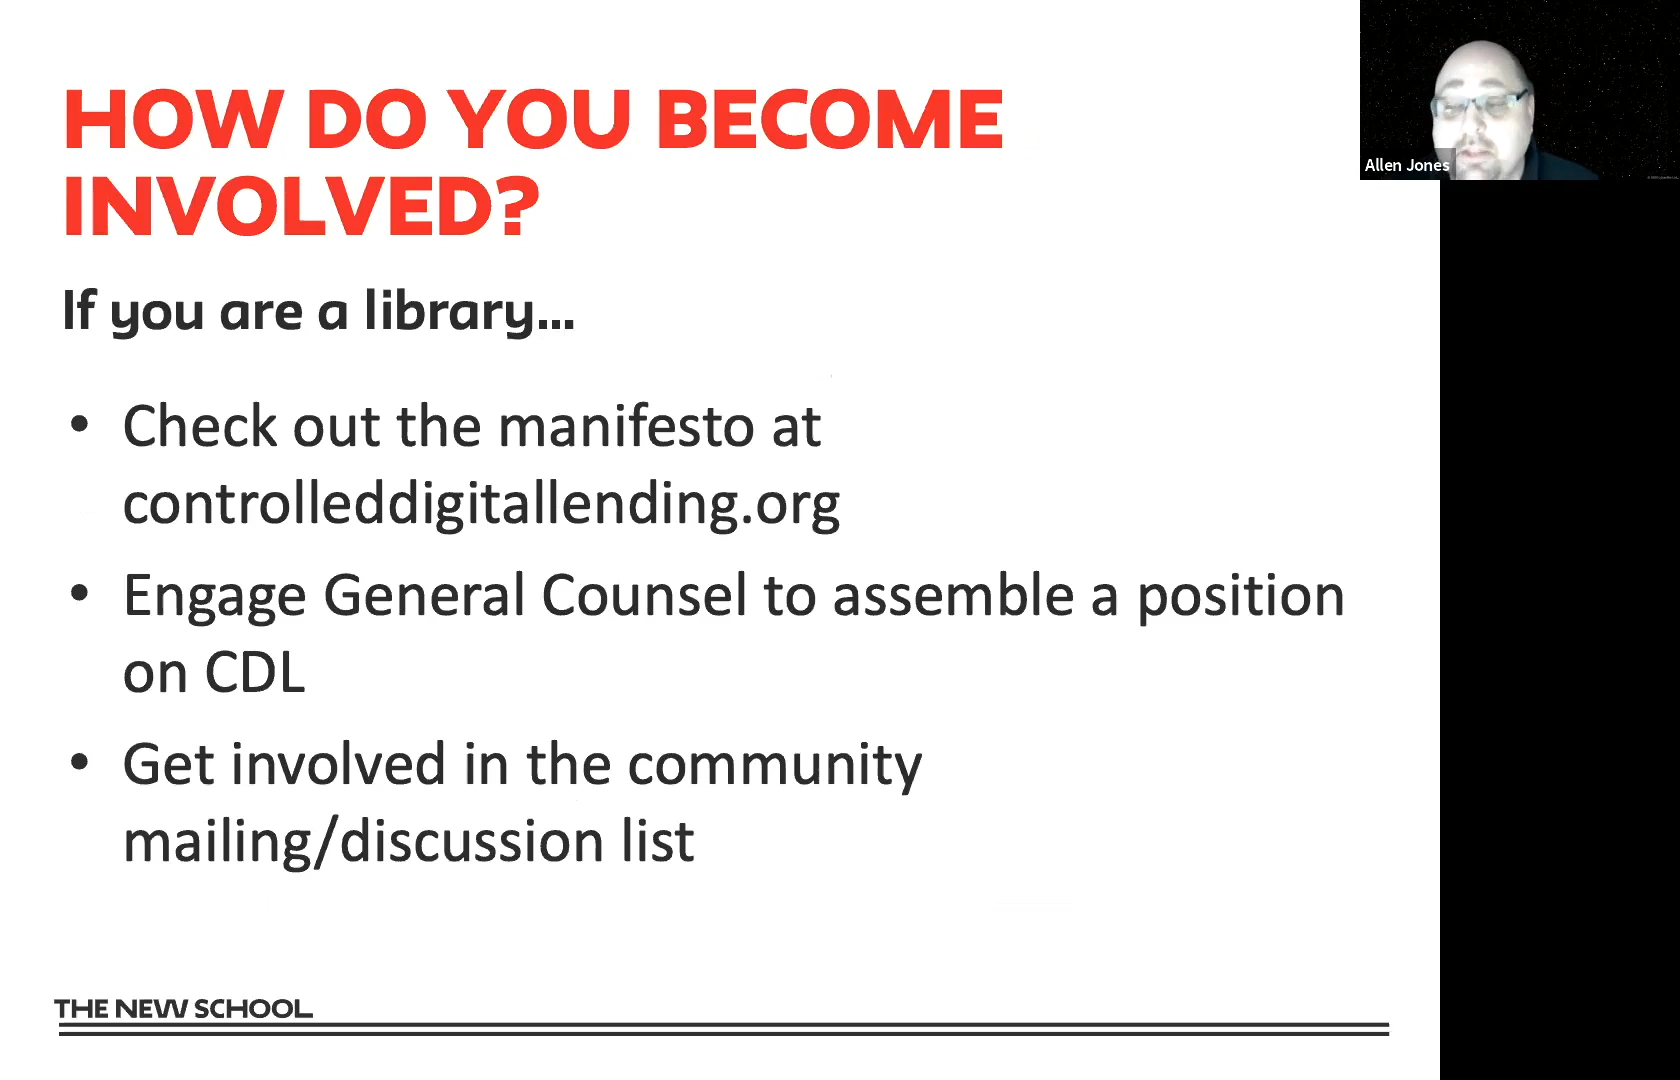 HOW DO YOU BECOME
INVOLVED?
If you are a library...
• Check out the manifesto at
controlleddigitallending.org
• Engage General Counsel to assemble a position
on CDL
• Get involved in the community
mailing/discussion list
THE NEW SCHOOL
Allen Jones